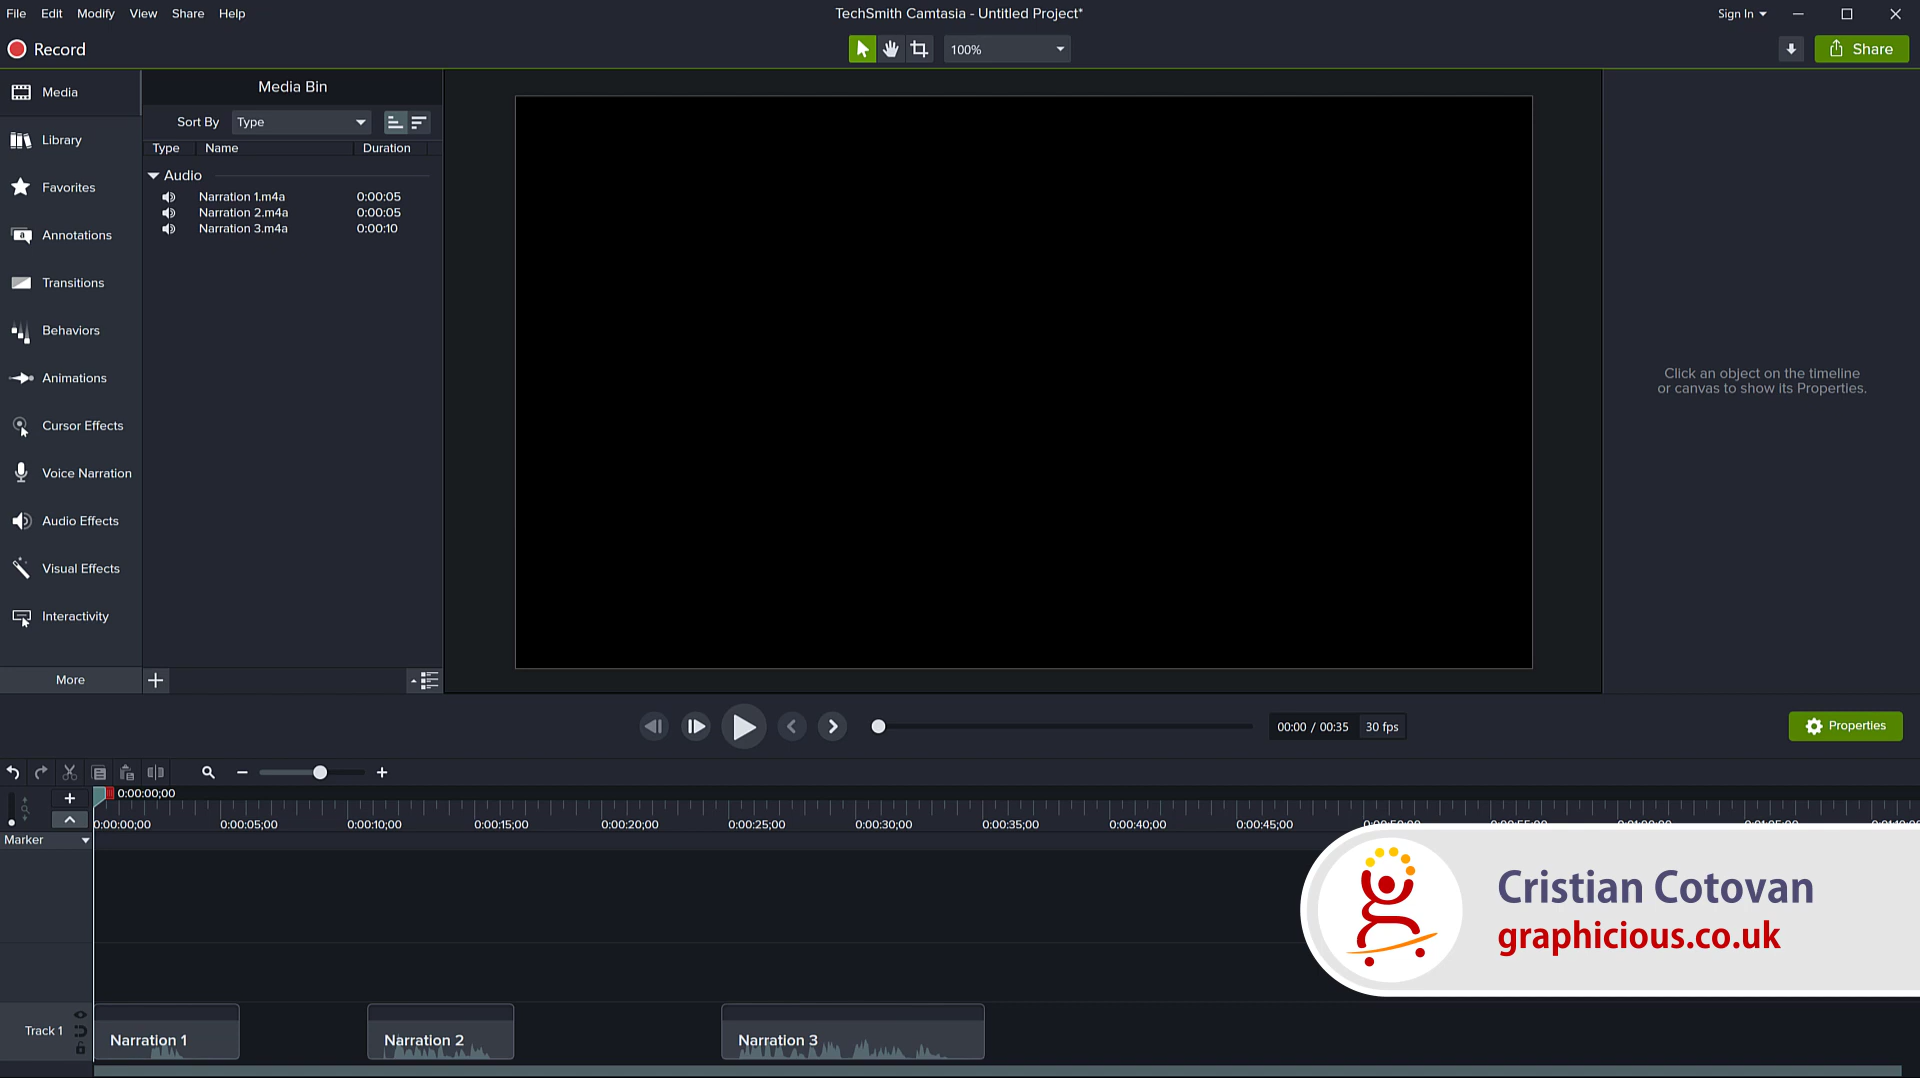 File Edit Modify View Share Help
TechSmith Camtasia - Untitled Project*
Sign In
Record
100%
Share
Media
Library
Favorites
Annotations
Transitions
Behaviors
Animations
Cursor Effects
Voice Narration
Audio Effects
Visual Effects
Interactivity
More
Media Bin
Sort By Type
Type Name Duration
Audio
Narration 1.m4a 0:00:05
Narration 2.m4a 0:00:05
Narration 3.m4a 0:00:10
Click an object on the timeline
or canvas to show its Properties.
00:00 / 00:35 30 fps
Properties
0:00:00;00
0:00:00;00 0:00:05;00 0:00:10;00 0:00:15;00 0:00:20;00 0:00:25;00 0:00:30;00 0:00:35;00 0:00:40;00 0:00:45;00
Marker
Cristian Cotovan
graphicious.co.uk
Track 1
Narration 1 Narration 2 Narration 3